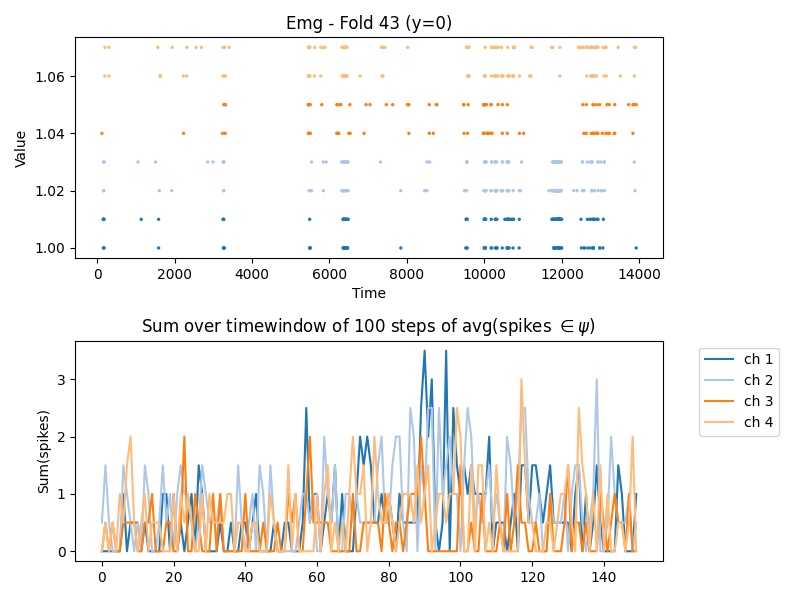 Emg - Fold 43 (y=0)
1.06
1.04
1.02
1.00
Value
0 2000 4000 6000 8000 10000 12000 14000
Time
Sum over timewindow of 100 steps of avg(spikes ∈ψ)
3
2
1
0
Sum(spikes)
0 20 40 60 80 100 120 140
ch 1
ch 2
ch 3
ch 4